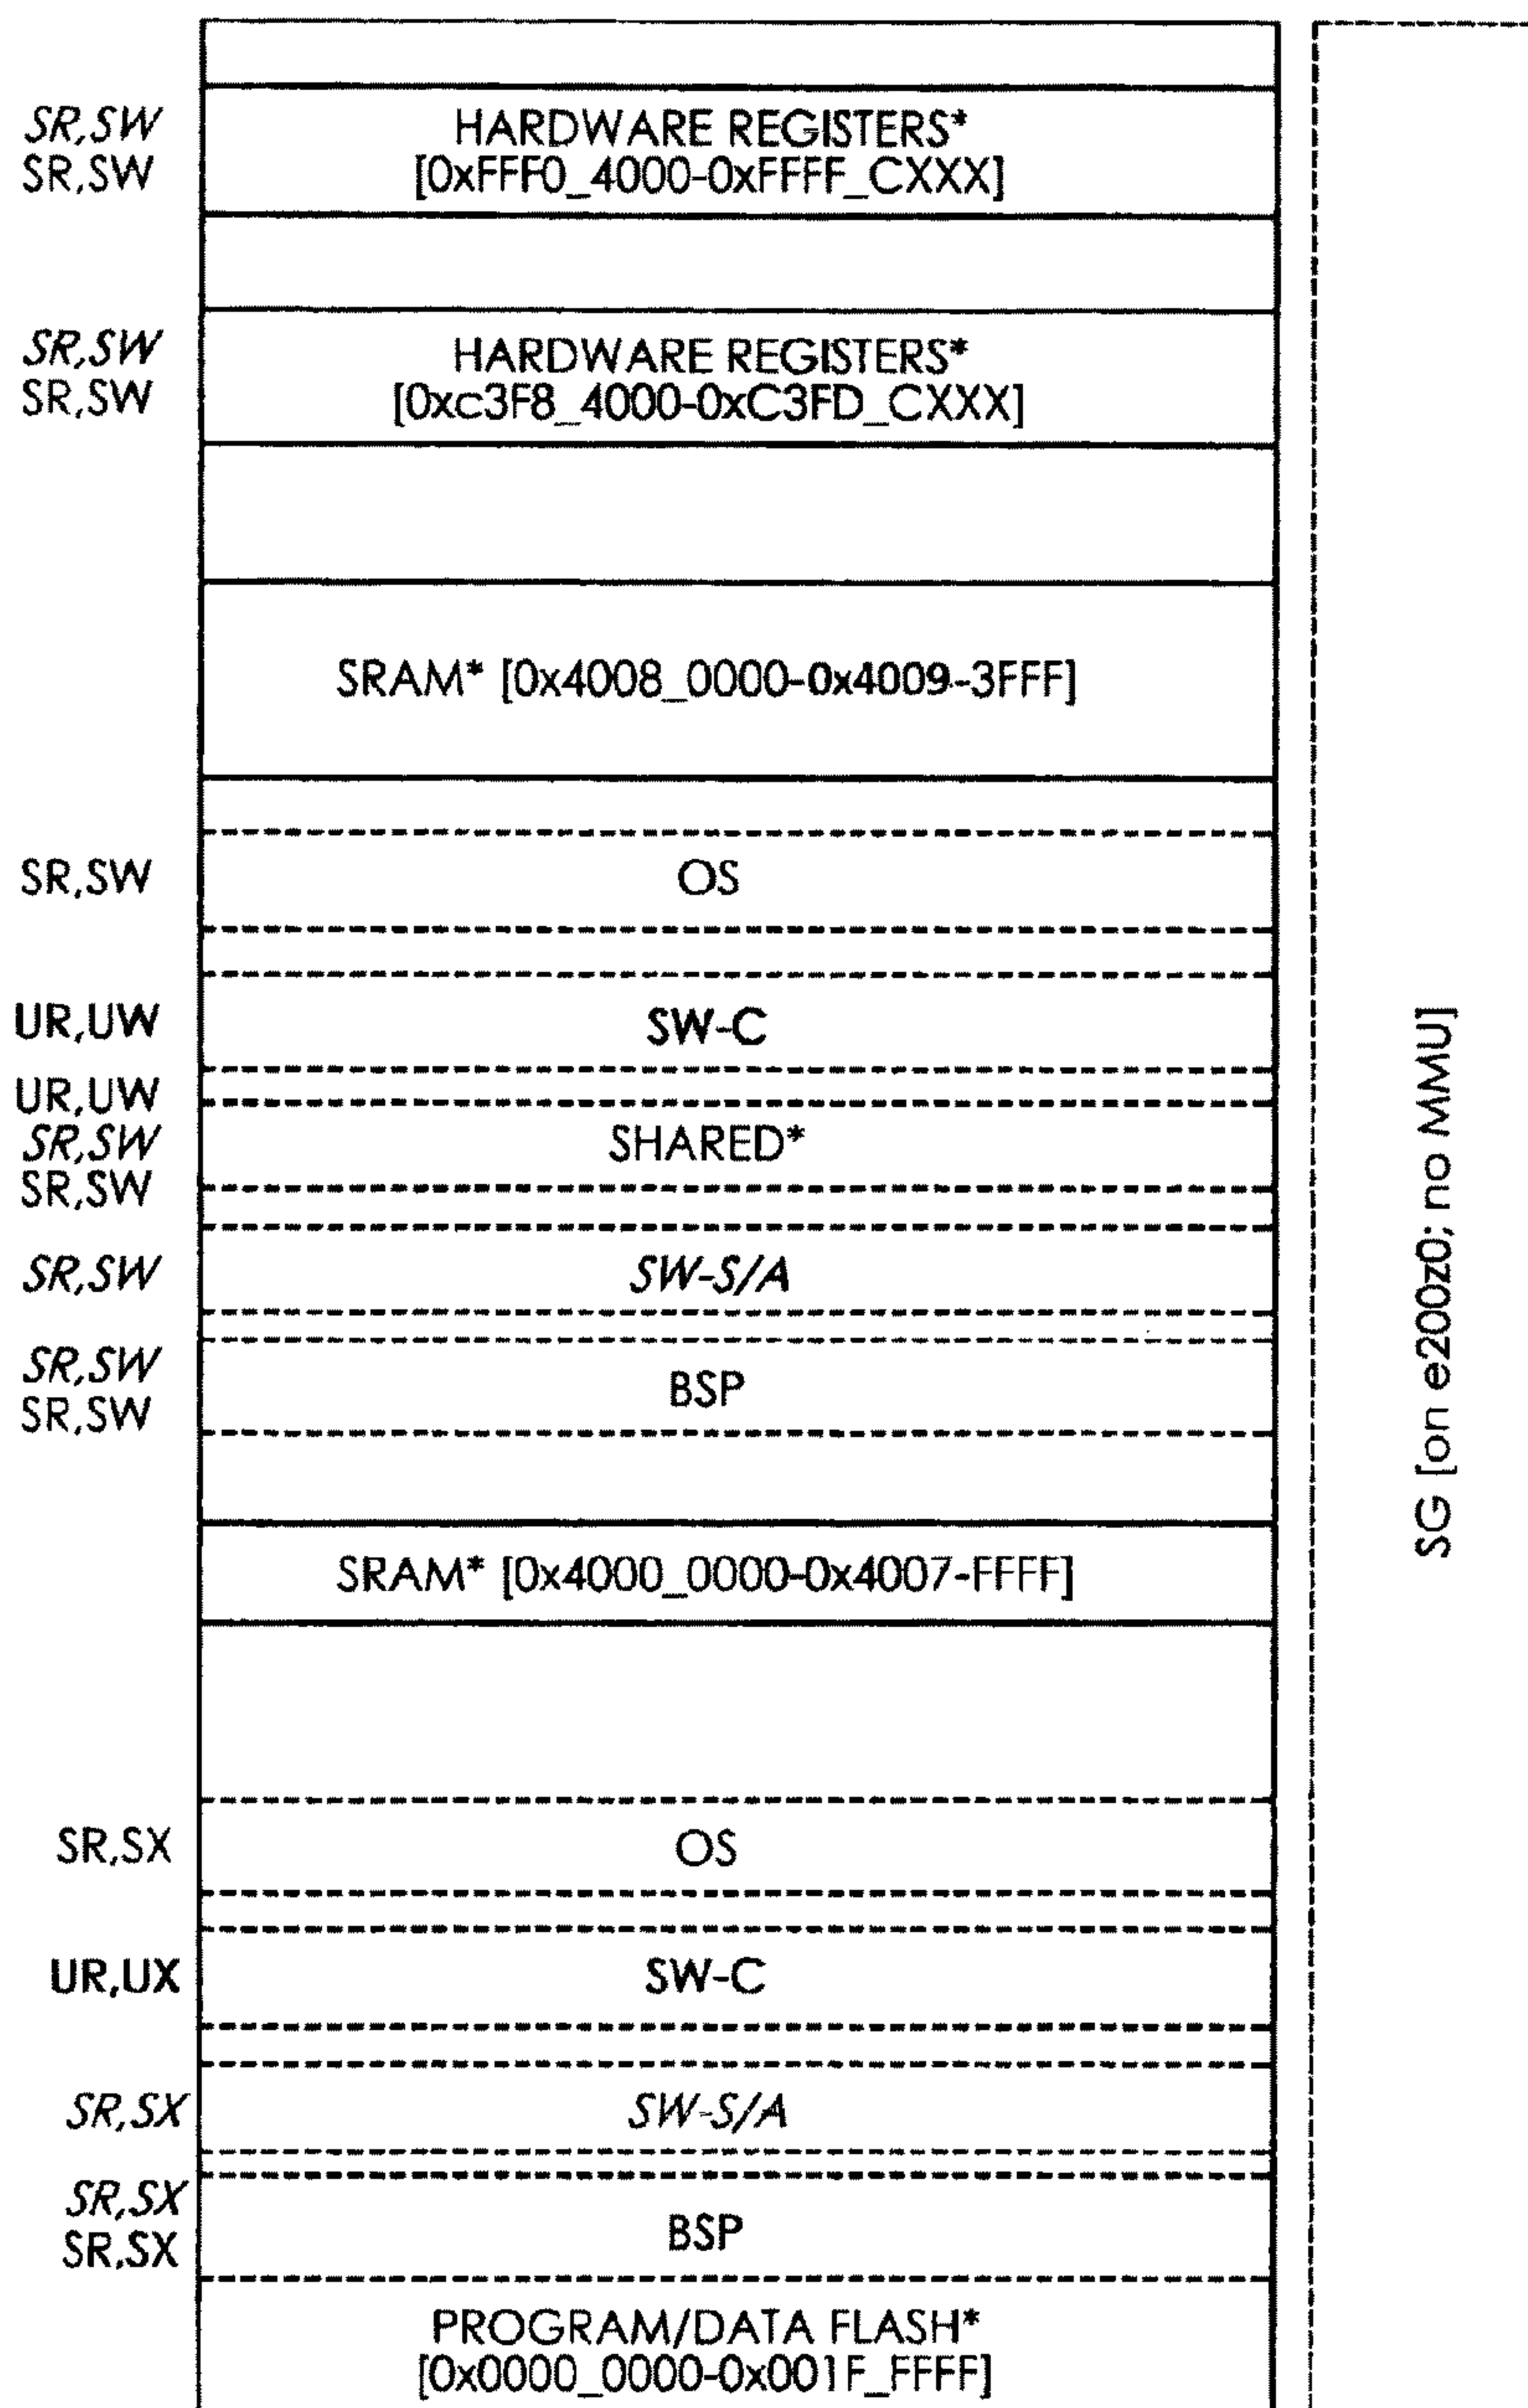 SR,SW
SR,SW
HARDWARE REGISTERS*
[0xFFF0_4000-0xFFFF_CXXX]
SR,SW
SR,SW
HARDWARE REGISTERS*
[0xc3F8_4000-0xC3FD_CXXX]
SRAM* [0x4008_0000-0x4009-3FFF]
SR,SW
OS
UR,UW
SW-C
UR,UW
SR,SW
SR,SW
SHARED*
SR,SW
SW-S/A
SR,SW
SR,SW
BSP
SRAM* [0x4000_0000-0x4007-FFFF]
SR,SX
OS
UR,UX
SW-C
SR,SX
SW-S/A
SR,SX
SR,SX
BSP
PROGRAM/DATA FLASH*
[0x0000_0000-0x001F_FFFF]
SG [on e200z0; no MMU]